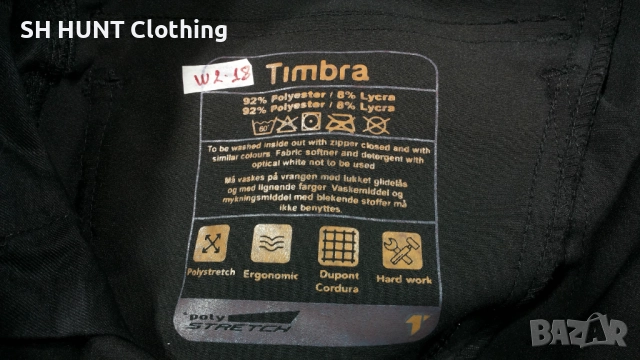 SH HUNT Clothing
W2-18
Timbra
92% Polyester / 8% Lycra
92% Polyester / 8% Lycra
60
To be washed inside out with zipper closed and with
similar colours. Fabric softner and detergent with
optical white not to be used
Må vaskes på vrangen med lukket glidelås
og med lignende farger Vaskemiddel og
mykningsmiddel med blekende stoffer må
ikke benyttes
Polystretch Ergonomic Dupont Cordura Hard work
poly
STRETCH
BAZAR